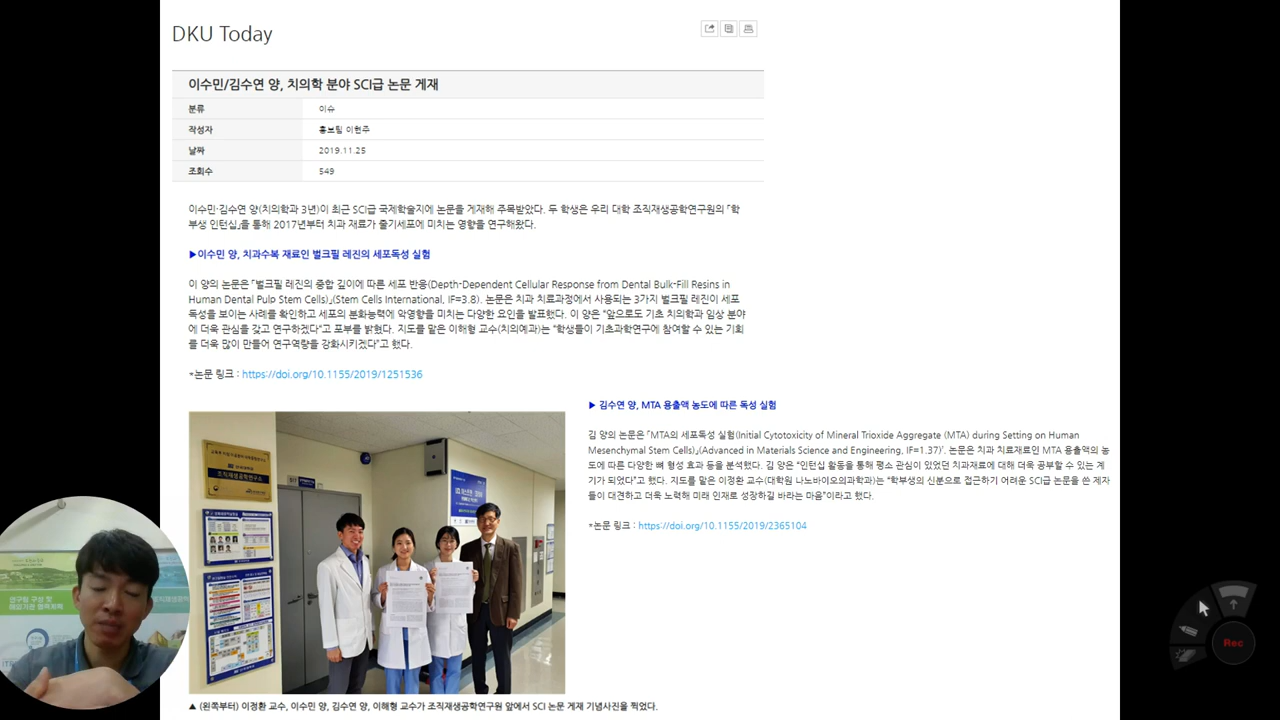 DKU Today
이수민/김수연 양, 치의학 분야 SCI급 논문 게재
분류 이슈
작성자 홍보팀 이현주
날짜 2019.11.25
조회수 549
이수민·김수연 양(치의학과 3년)이 최근 SCI급 국제학술지에 논문를 게재해 주목받았다. 두 학생은 우리 대학 조직재생공학연구원의 「학
부생 인턴십」을 통해 2017년부터 치과 재료가 줄기세포에 미치는 영향을 연구해왔다.
▶이수민 양, 치과수복 재료인 벌크필 레진의 세포독성 실험
이 양의 논문은 「벌크필 레진의 중합 깊이에 따른 세포 반응(Depth-Dependent Cellular Response from Dental Bulk-Fill Resins in
Human Dental Pulp Stem Cells)」(Stem Cells International, IF=3.8). 논문은 치과 치료과정에서 사용되는 3가지 벌크필 레진이 세포
독성을 보이는 사례를 확인하고 세포의 분화능력에 악영향을 미치는 다양한 요인을 발표했다. 이 양은 "앞으로도 기초 치의학과 임상 분야
에 더욱 관심을 갖고 연구하겠다"고 포부를 밝혔다. 지도를 맡은 이해형 교수(치의예과)는 "학생들이 기초과학연구에 참여할 수 있는 기회
를 더욱 많이 만들어 연구역량을 강화시키겠다"고 했다.
*논문 링크 : https://doi.org/10.1155/2019/1251536
▶ 김수연 양, MTA 용출액 농도에 따른 독성 실험
김 양의 논문은 「MTA의 세포독성 실험(Initial Cytotoxicity of Mineral Trioxide Aggregate (MTA) during Setting on Human
Mesenchymal Stem Cells)」(Advanced in Materials Science and Engineering, IF=1.37)'. 논문은 치과 치료재료인 MTA 용출액의 농
도에 따른 다양한 뼈 형성 효과 등을 분석했다. 김 양은 "인턴십 활동을 통해 평소 관심이 있었던 치과재료에 대해 더욱 공부할 수 있는 계
기가 되었다"고 했다. 지도를 맡은 이정환 교수(대학원 나노바이오의과학과)는 "학부생의 신분으로 접근하기 어려운 SCI급 논문을 쓴 제자
들이 대견하고 더욱 노력해 미래 인재로 성장하길 바라는 마음"이라고 했다.
*논문 링크 : https://doi.org/10.1155/2019/2365104
조직재생공학연구소
연구팀 구성 및
Rec
▲ (왼쪽부터) 이정환 교수, 이수민 양, 김수연 양, 이해형 교수가 조직재생공학연구원 앞에서 SCI 논문 게재 기념사진을 찍었다.